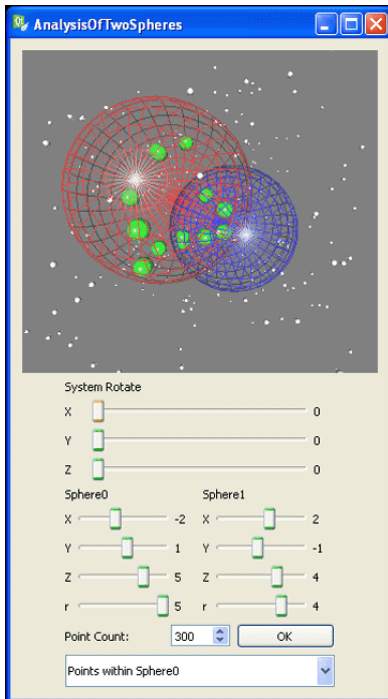 AnalysisOfTwoSpheres
System Rotate
X 0
Y 0
Z 0
Sphere0 Sphere1
X -2 X 2
Y 1 Y -1
Z 5 Z 4
r 5 r 4
Point Count: 300 OK
Points within Sphere0